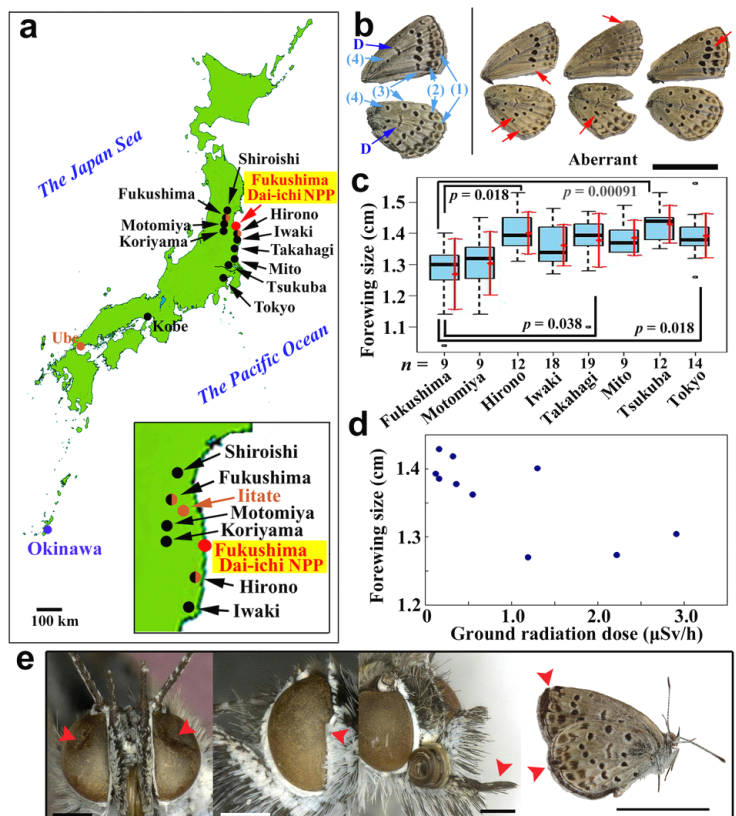 a
The Japan Sea
Shiroishi
Fukushima
Dai-ichi NPP
Fukushima
Hirono
Motomiya
Iwaki
Koriyama
Takahagi
Mito
Tsukuba
Tokyo
Kobe
Ube
The Pacific Ocean
Okinawa
100 km
Shiroishi
Fukushima
Iitate
Motomiya
Koriyama
Fukushima
Dai-ichi NPP
Hirono
Iwaki
b
D
(4)
(3)
(2)
(1)
(4)
D
Aberrant
c
Forewing size (cm)
1.5
1.4
1.3
1.2
1.1
p = 0.018
p = 0.00091
p = 0.038
p = 0.018
n = 9 9 12 18 19 9 12 14
Fukushima
Motomiya
Hirono
Iwaki
Takahagi
Mito
Tsukuba
Tokyo
d
Forewing size (cm)
1.4
1.3
1.2
0 1.0 2.0 3.0
Ground radiation dose (μSv/h)
e